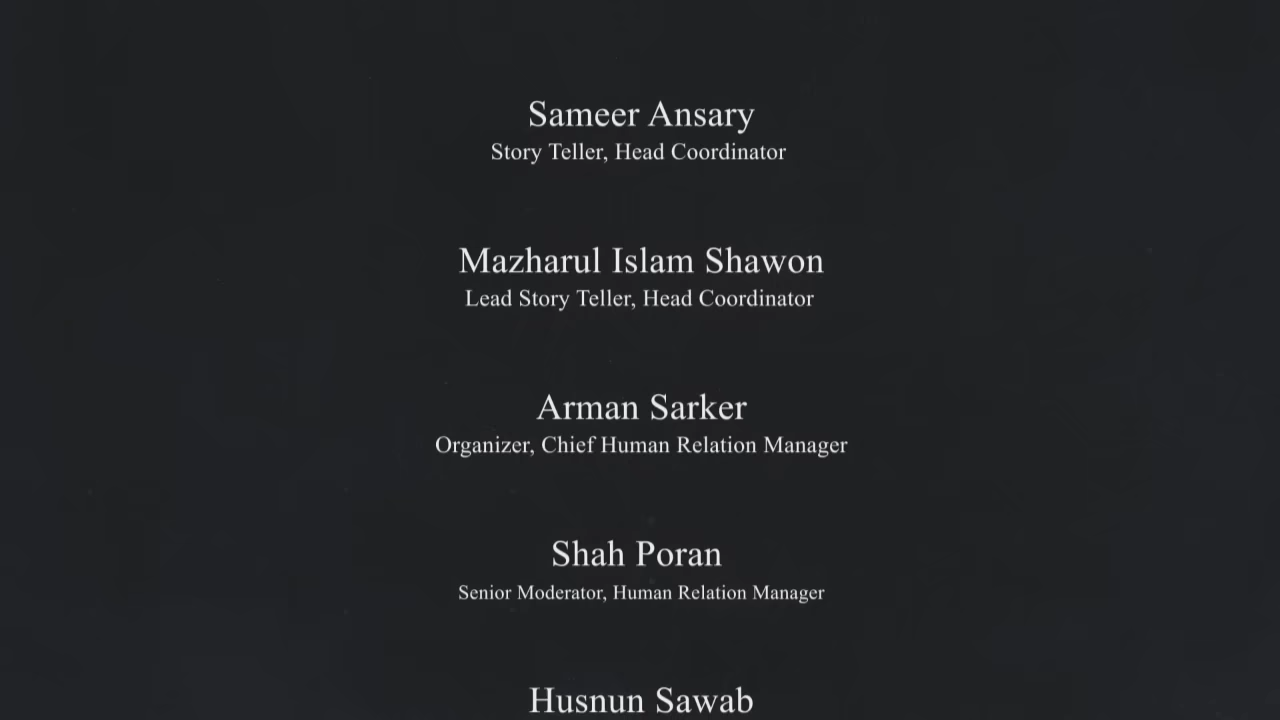 Sameer Ansary
Story Teller, Head Coordinator
Mazharul Islam Shawon
Lead Story Teller, Head Coordinator
Arman Sarker
Organizer, Chief Human Relation Manager
Shah Poran
Senior Moderator, Human Relation Manager
Husnun Sawab